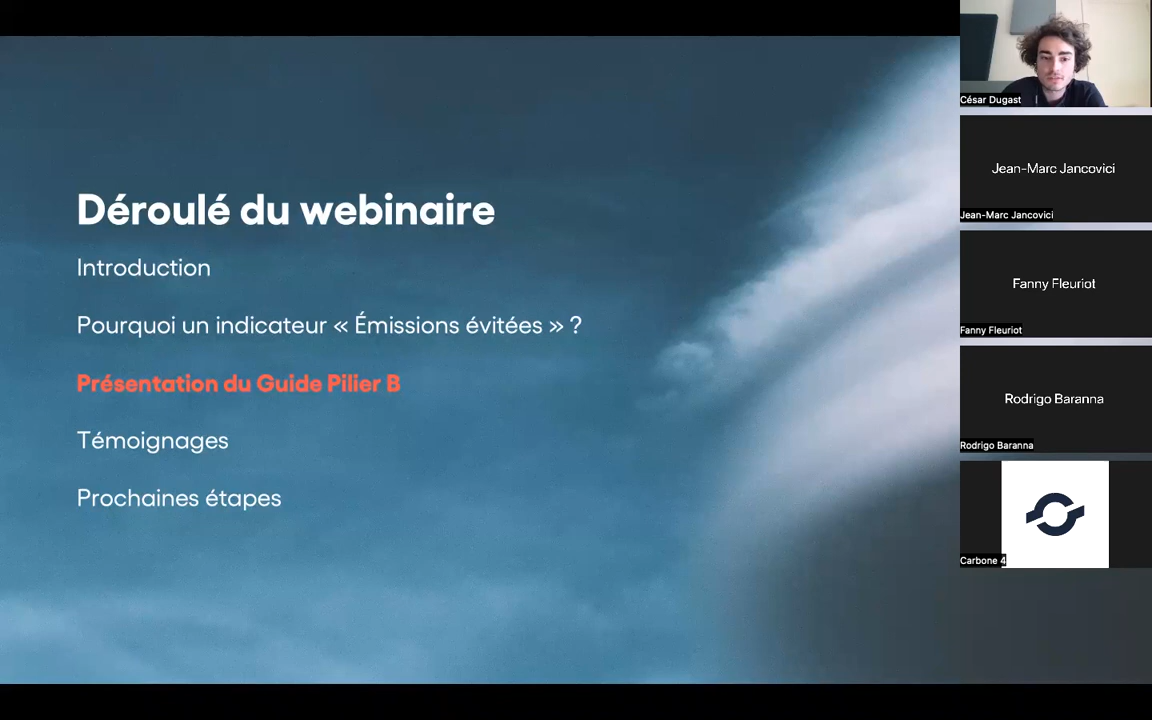 Déroulé du webinaire
Introduction
Pourquoi un indicateur « Émissions évitées » ?
Présentation du Guide Pilier B
Témoignages
Prochaines étapes
César Dugast
Jean-Marc Jancovici
Jean-Marc Jancovici
Fanny Fleuriot
Fanny Fleuriot
Rodrigo Baranna
Rodrigo Baranna
Carbone 4